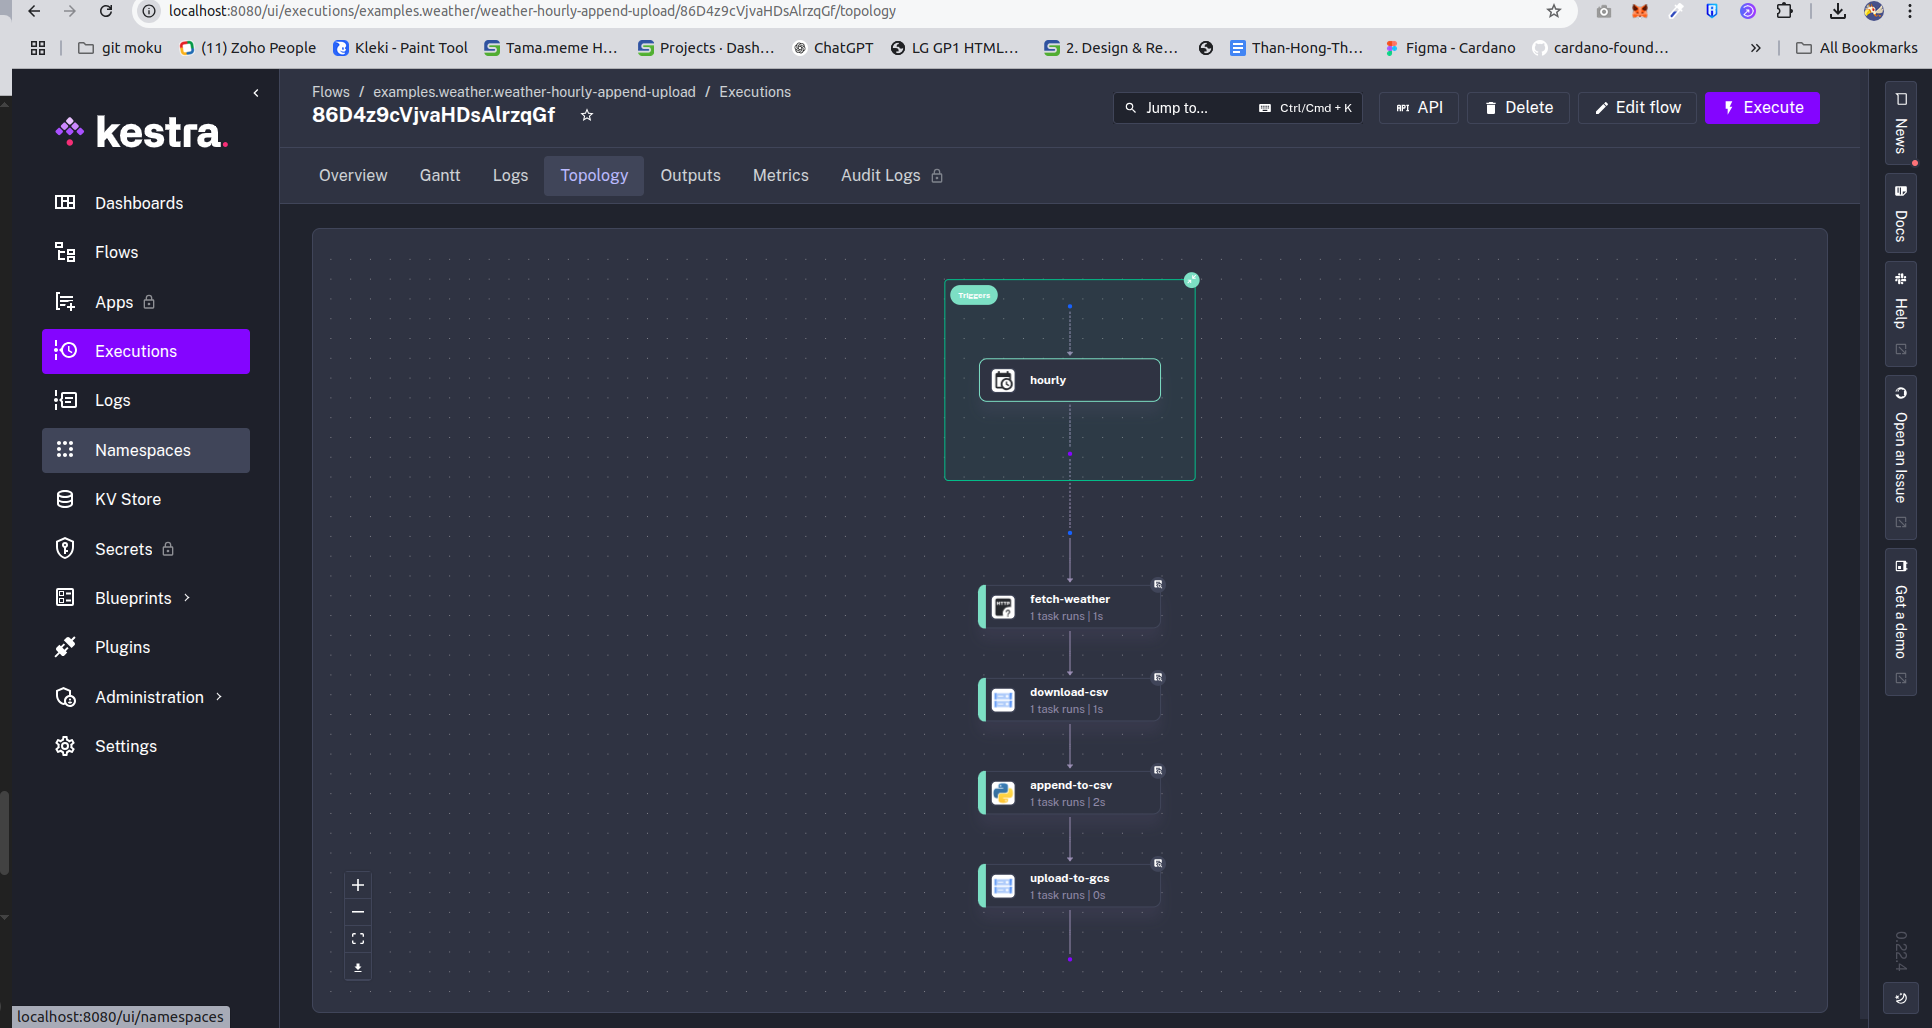 localhost:8080/ui/executions/examples.weather/weather-hourly-append-upload/86D4z9cVjvaHDsAlrzqGf/topology
git moku
(11) Zoho People
Kleki - Paint Tool
Tama.meme H...
Projects · Dash...
ChatGPT
LG GP1 HTML...
2. Design & Re...
Than-Hong-Th...
Figma - Cardano
cardano-found...
»
All Bookmarks
kestra.
Dashboards
Flows
Apps
Executions
Logs
Namespaces
KV Store
Secrets
Blueprints
Plugins
Administration
Settings
localhost:8080/ui/namespaces
Flows / examples.weather.weather-hourly-append-upload / Executions
86D4z9cVjvaHDsAlrzqGf
Jump to...
Ctrl/Cmd + K
API API
Delete
Edit flow
Execute
Overview
Gantt
Logs
Topology
Outputs
Metrics
Audit Logs
Triggers
hourly
HTTP
fetch-weather
1 task runs | 1s
download-csv
1 task runs | 1s
append-to-csv
1 task runs | 2s
upload-to-gcs
1 task runs | 0s
News
Docs
Help
Open an Issue
Get a demo
0.22.4